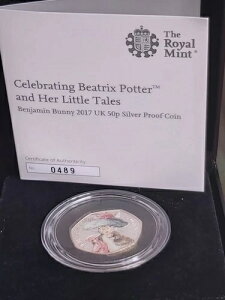 The
Royal
Mint®
Celebrating Beatrix Potter™
and Her Little Tales
Benjamin Bunny 2017 UK 50p Silver Proof Coin
Certificate of Authenticity
No. 0489